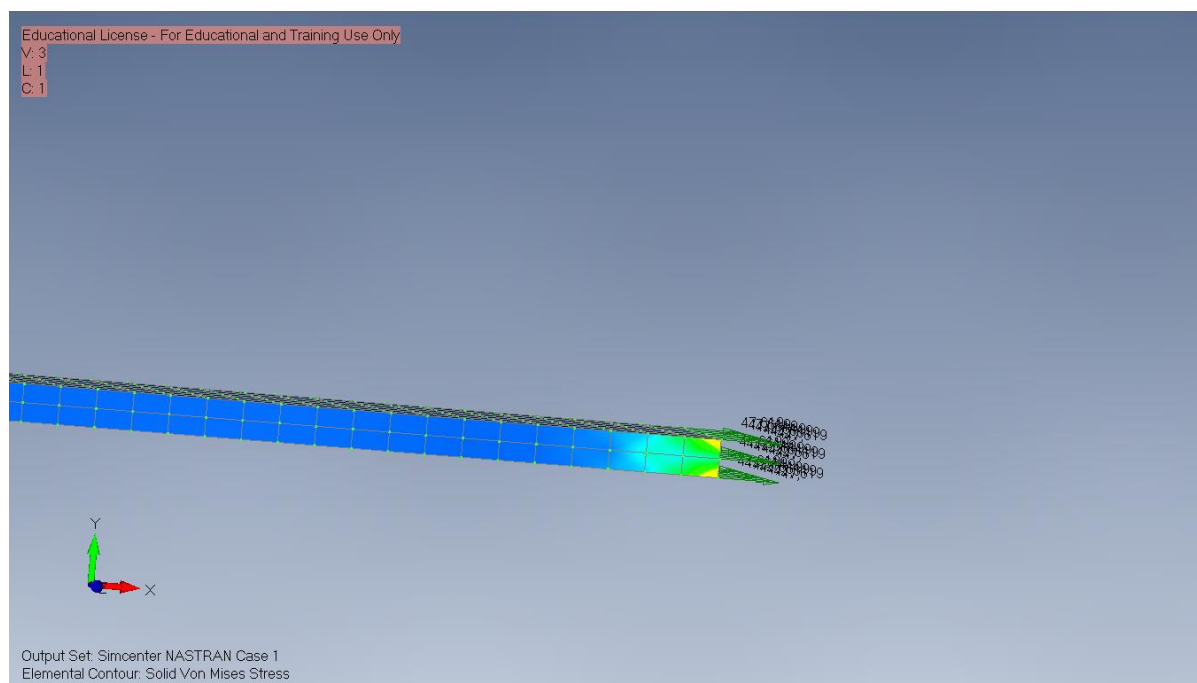 Educational License - For Educational and Training Use Only
V: 3
L: 1
C: 1
Y
X
Output Set: Simcenter NASTRAN Case 1
Elemental Contour: Solid Von Mises Stress